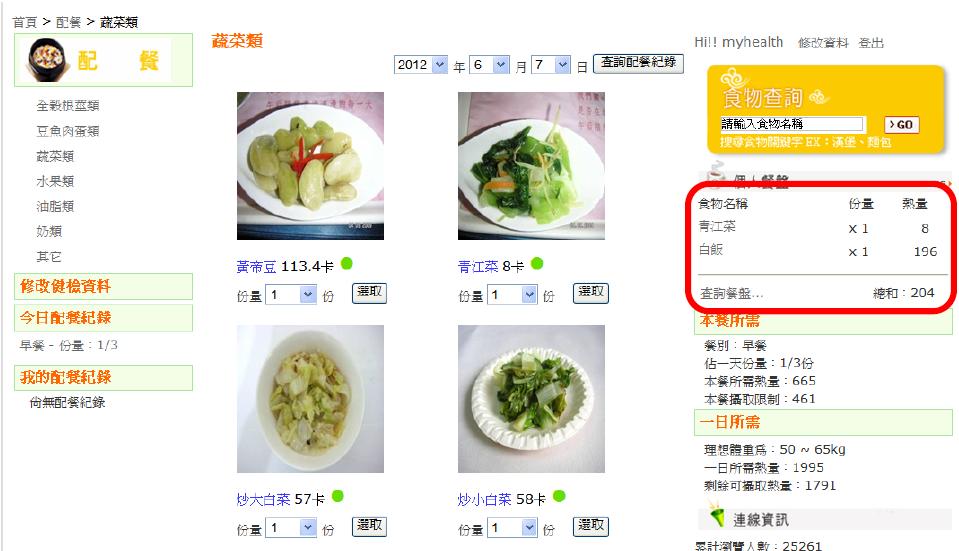 首頁 > 配餐 > 蔬菜類
配 餐
全穀根莖類
豆魚肉蛋類
蔬菜類
水果類
油脂類
奶類
其它
修改健檢資料
今日配餐紀錄
早餐 - 份量：1/3
我的配餐紀錄
尚無配餐紀錄
蔬菜類
2012 年 6 月 7 日 查詢配餐紀錄
黃帝豆 113.4卡
份量 1 份 選取
青江菜 8卡
份量 1 份 選取
炒大白菜 57卡
份量 1 份 選取
炒小白菜 58卡
份量 1 份 選取
Hi!! myhealth 修改資料 登出
食物查詢
請輸入食物名稱 GO
搜尋食物關鍵字 EX：漢堡、麵包
個人餐盤
食物名稱 份量 熱量
青江菜 x 1 8
白飯 x 1 196
查詢餐盤... 總和：204
本餐所需
餐別：早餐
佔一天份量：1/3份
本餐所需熱量：665
本餐攝取限制：461
一日所需
理想體重為：50 ~ 65kg
一日所需熱量：1995
剩餘可攝取熱量：1791
連線資訊
累計瀏覽人數：25261